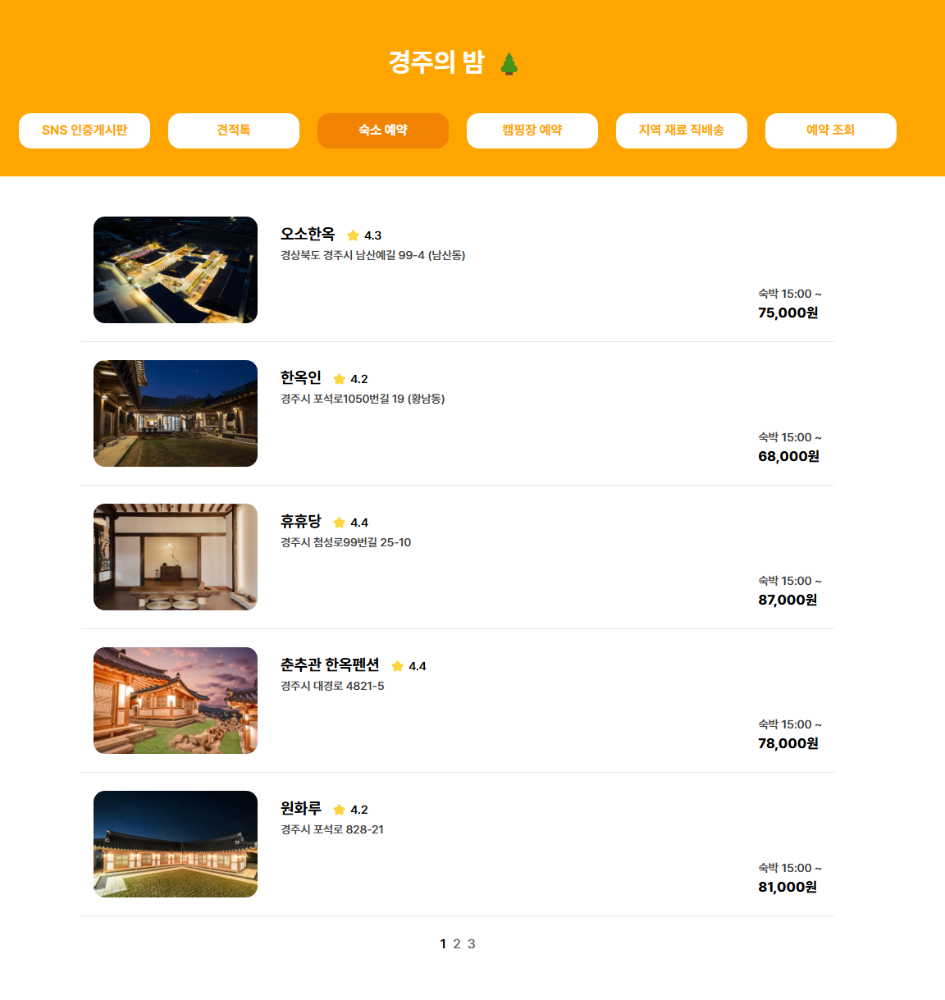 경주의 밤
SNS 인증게시판
견적톡
숙소 예약
캠핑장 예약
지역 재료 직배송
예약 조회
오소한옥 4.3
경상북도 경주시 남산예길 99-4 (남산동)
숙박 15:00 ~
75,000원
한옥인 4.2
경주시 포석로1050번길 19 (황남동)
숙박 15:00 ~
68,000원
휴휴당 4.4
경주시 첨성로99번길 25-10
숙박 15:00 ~
87,000원
춘추관 한옥펜션 4.4
경주시 대경로 4821-5
숙박 15:00 ~
78,000원
원화루 4.2
경주시 포석로 828-21
숙박 15:00 ~
81,000원
1 2 3